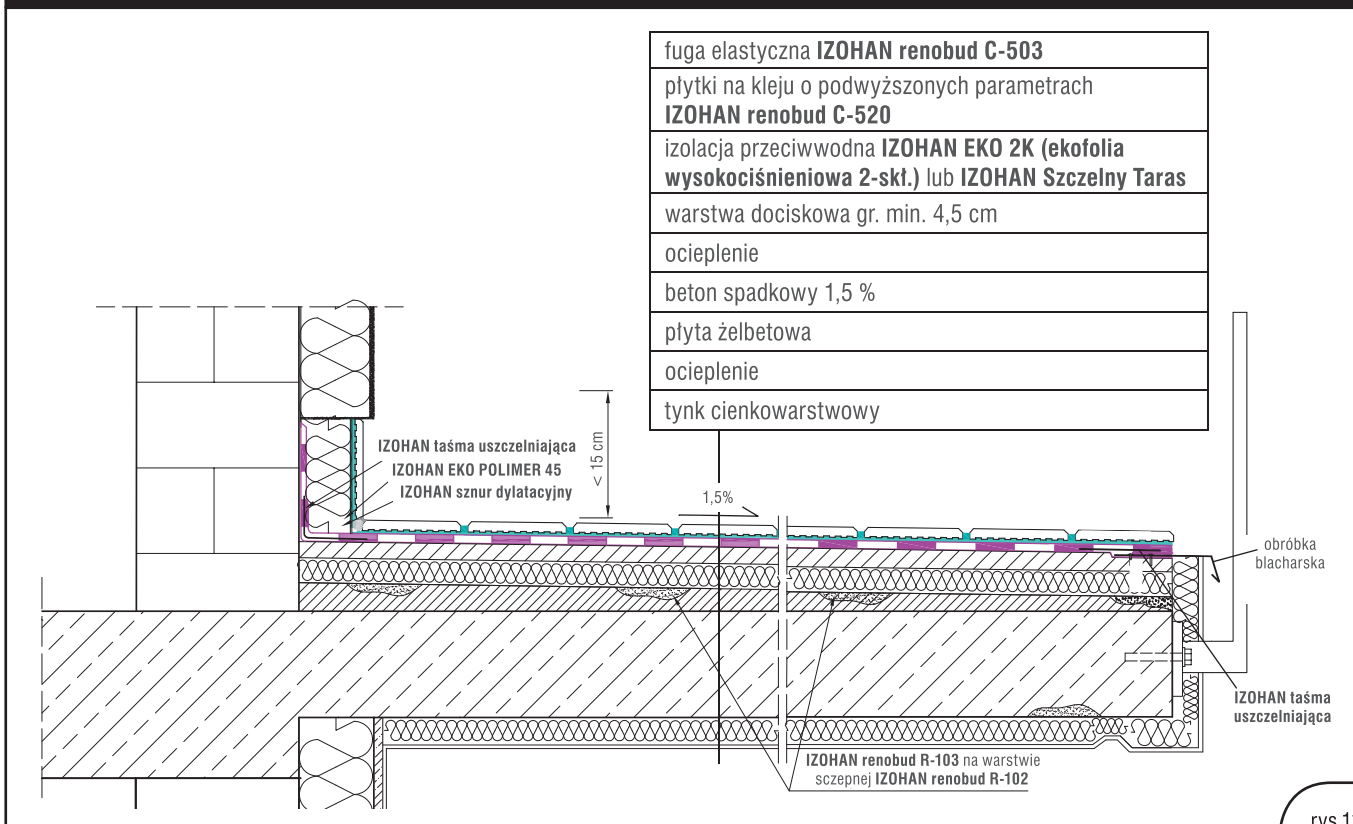 fuga elastyczna IZOHAN renobud C-503
płytki na kleju o podwyższonych parametrach
IZOHAN renobud C-520
izolacja przeciwwodna IZOHAN EKO 2K (ekofolia
wysokociśnieniowa 2-skł.) lub IZOHAN Szczelny Taras
warstwa dociskowa gr. min. 4,5 cm
ocieplenie
beton spadkowy 1,5 %
płyta żelbetowa
ocieplenie
tynk cienkowarstwowy
IZOHAN taśma uszczelniająca
IZOHAN EKO POLIMER 45
IZOHAN sznur dylatacyjny
< 15 cm
1,5%
obróbka
blacharska
IZOHAN taśma
uszczelniająca
IZOHAN renobud R-103 na warstwie
sczepnej IZOHAN renobud R-102